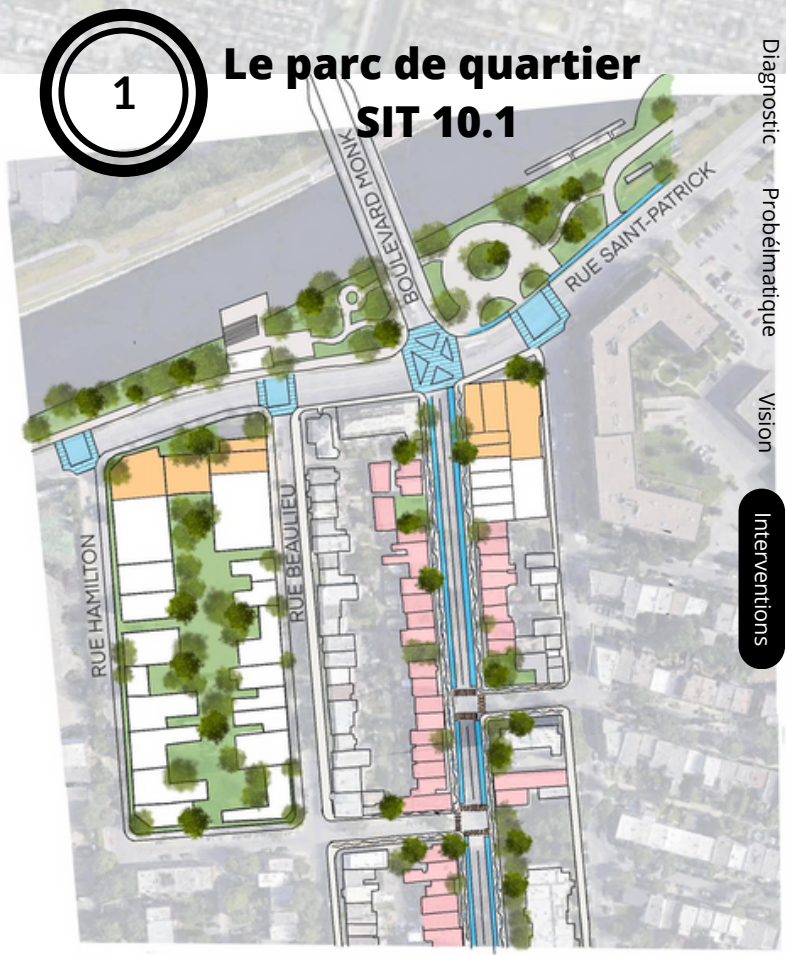 1
Le parc de quartier
SIT 10.1
BOULEVARD MONK
RUE SAINT-PATRICK
RUE HAMILTON
RUE BEAULIEU
Diagnostic
Probélmatique
Vision
Interventions